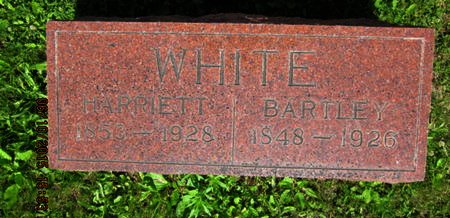 WHITE
HARRIETT BARTLEY
1853 – 1928 1848 – 1926